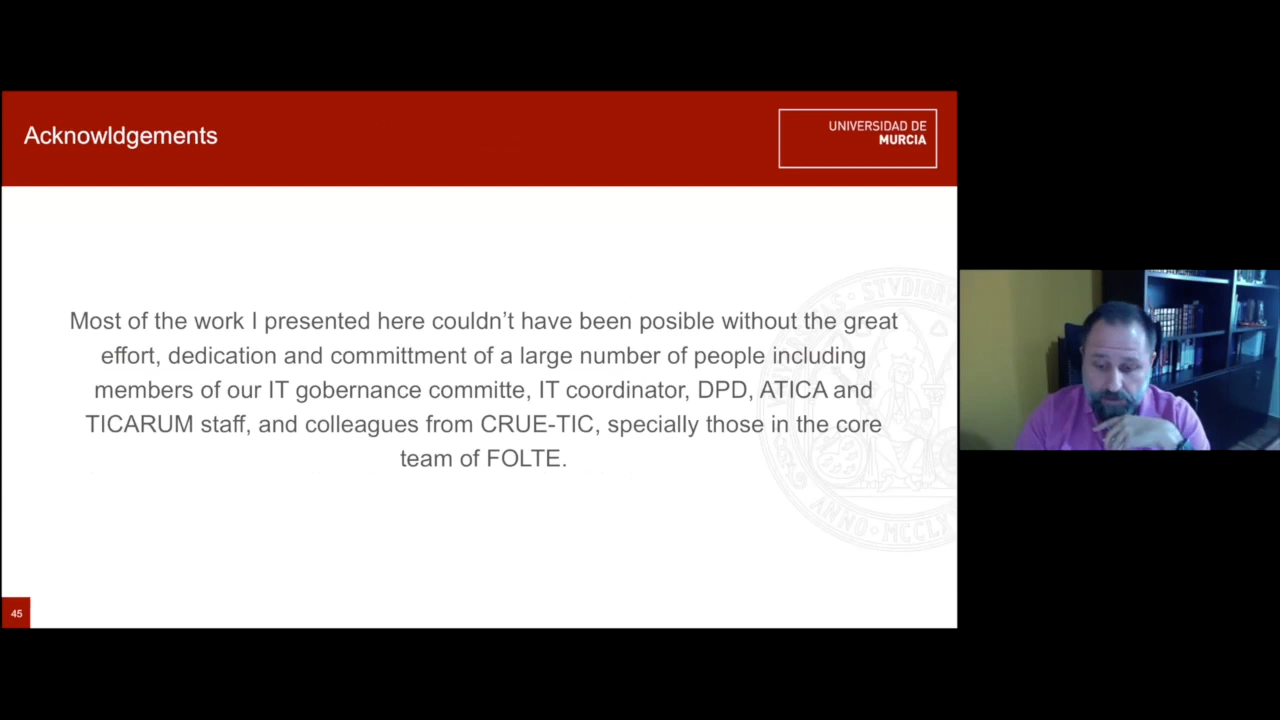 Acknowldgements
UNIVERSIDAD DE
MURCIA
Most of the work I presented here couldn’t have been posible without the great
effort, dedication and committment of a large number of people including
members of our IT gobernance committe, IT coordinator, DPD, ATICA and
TICARUM staff, and colleagues from CRUE-TIC, specially those in the core
team of FOLTE.
ANNO · MCCLX
45